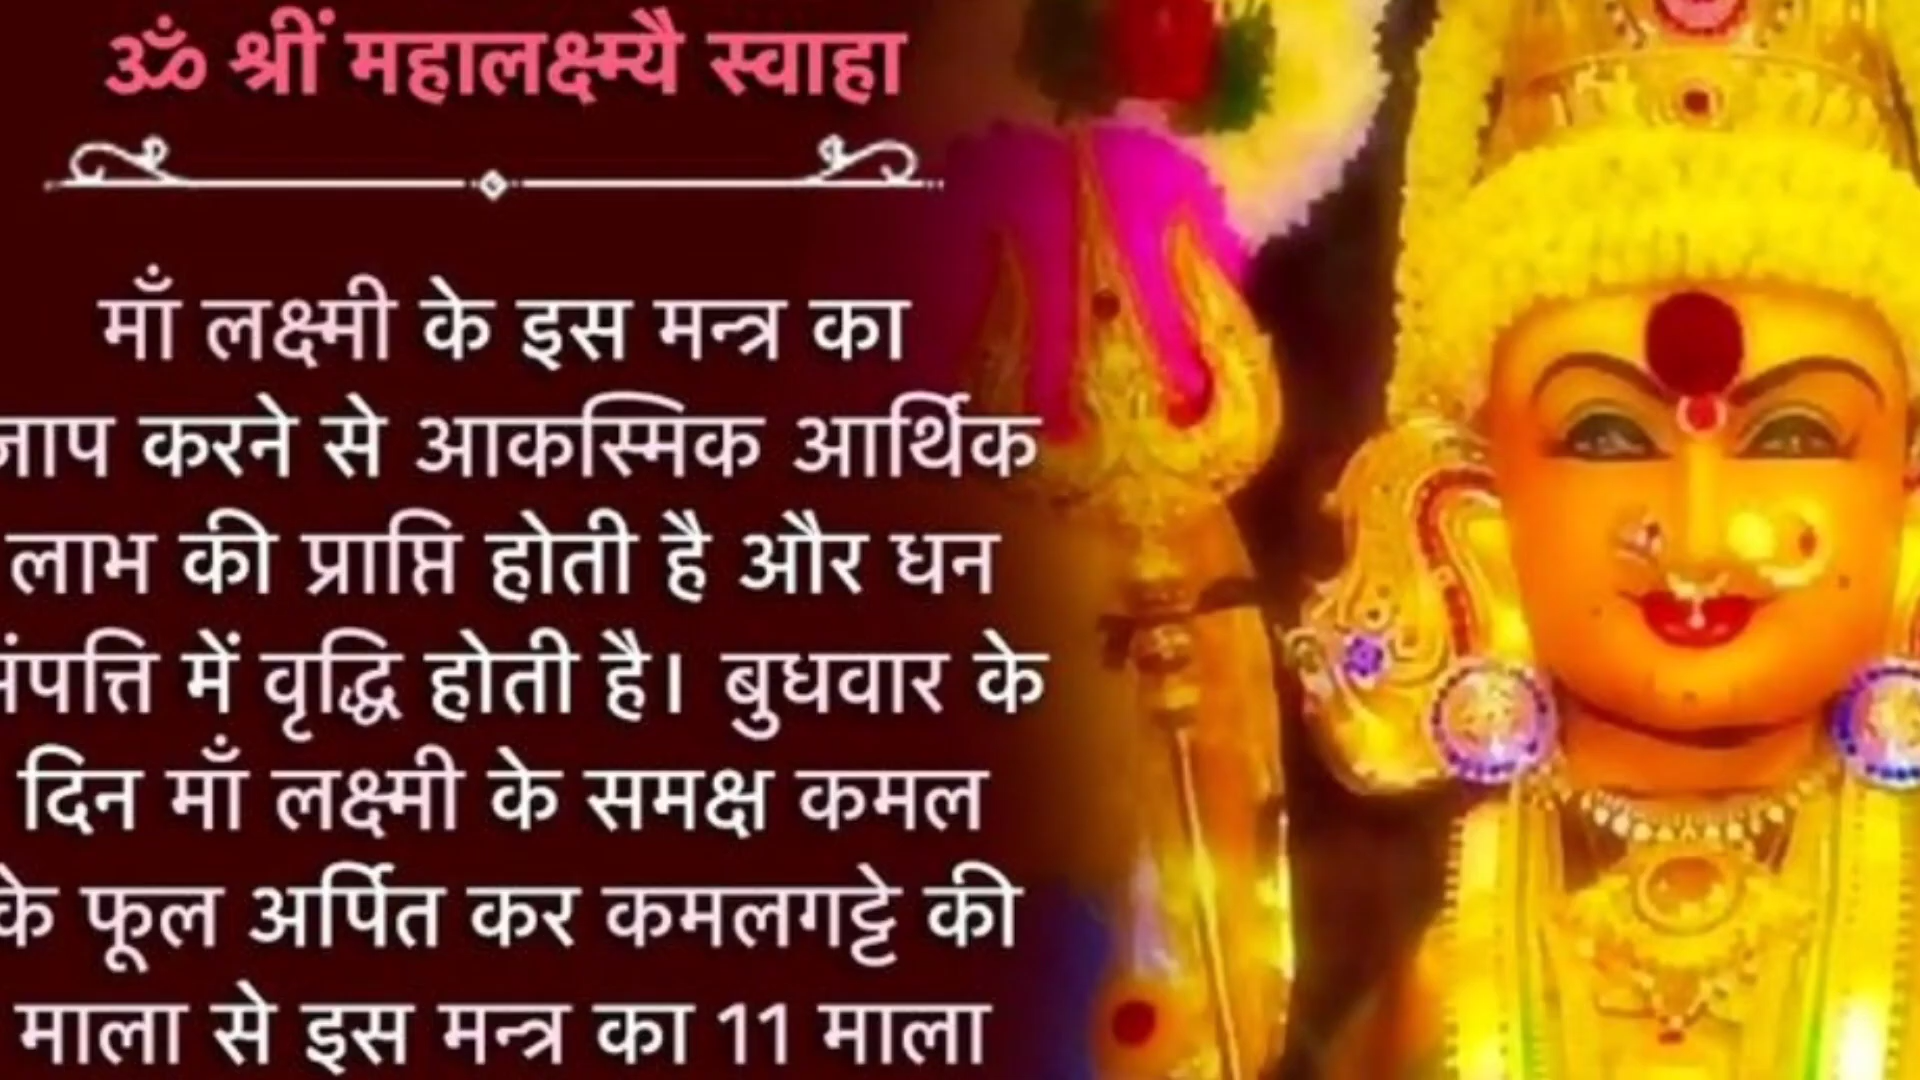 ॐ श्रीं महालक्ष्म्यै स्वाहा
माँ लक्ष्मी के इस मन्त्र का
जाप करने से आकस्मिक आर्थिक
लाभ की प्राप्ति होती है और धन
संपत्ति में वृद्धि होती है। बुधवार के
दिन माँ लक्ष्मी के समक्ष कमल
के फूल अर्पित कर कमलगट्टे की
माला से इस मन्त्र का 11 माला